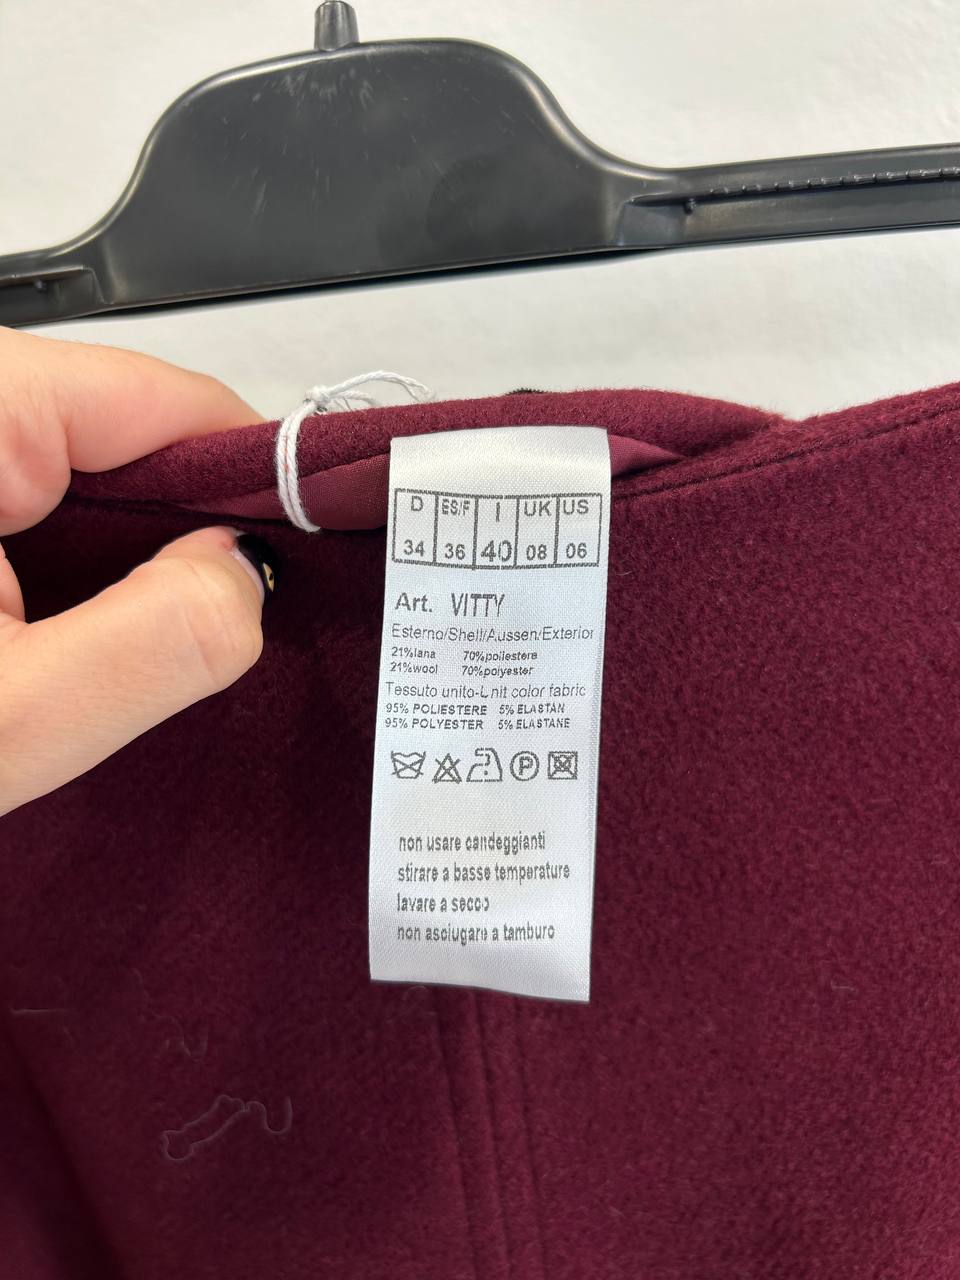 D ES/F I UK US
34 36 40 08 06
Art. VITTY
Esterno/Shell/Aussen/Exterior
21%lana 70%poliestere
21%wool 70%polyester
Tessuto unito-Unit color fabric
95% POLIESTERE 5% ELASTAN
95% POLYESTER 5% ELASTANE
P
non usare candeggianti
stirare a basse temperature
lavare a secco
non asciugare a tamburo